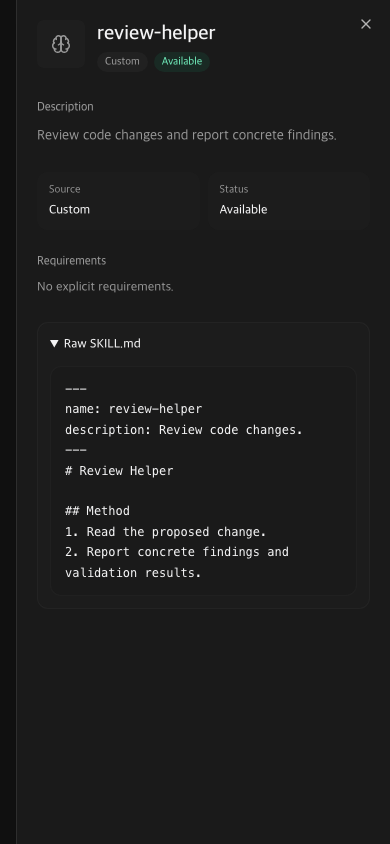 review-helper
Custom
Available
Description
Review code changes and report concrete findings.
Source
Custom
Status
Available
Requirements
No explicit requirements.
▼ Raw SKILL.md
---
name: review-helper
description: Review code changes.
---
# Review Helper
## Method
1. Read the proposed change.
2. Report concrete findings and
validation results.